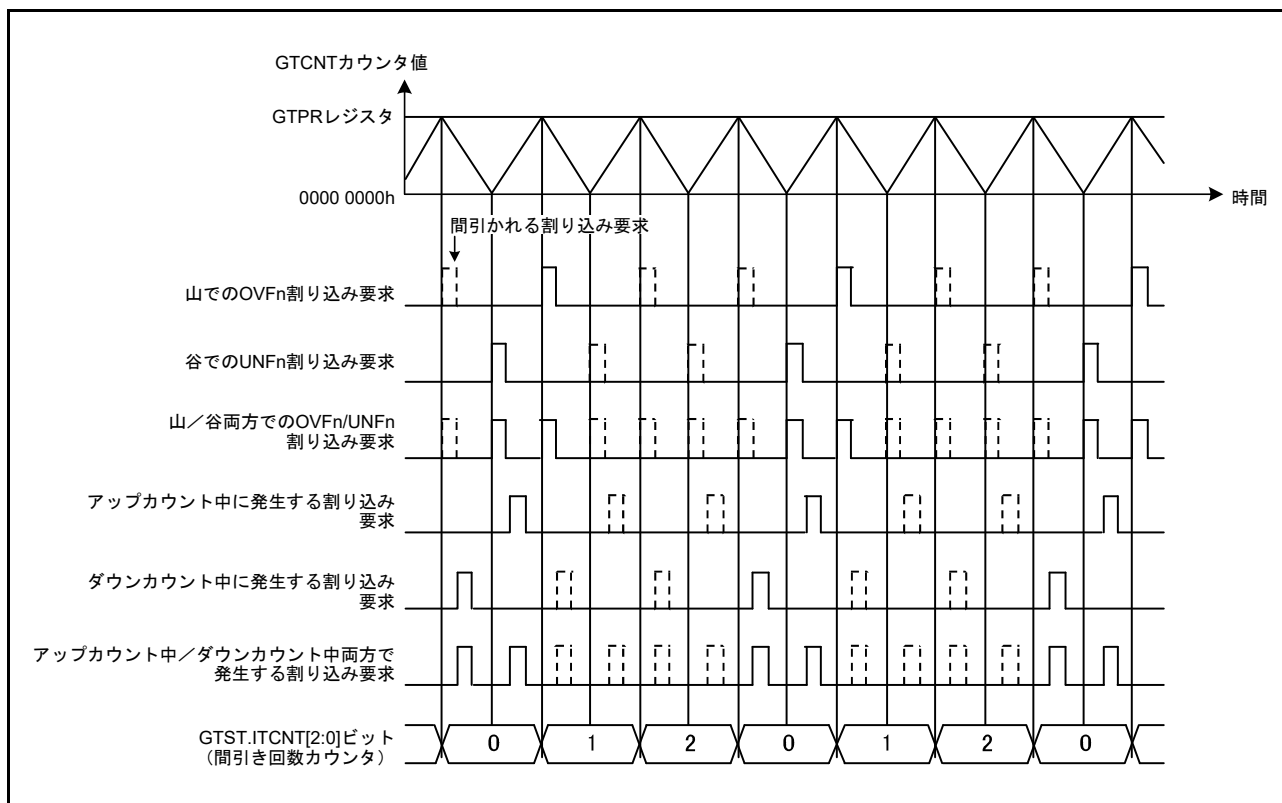 GTCNTカウンタ値
GTPRレジスタ
0000 0000h
時間
間引かれる割り込み要求
山でのOVFn割り込み要求
谷でのUNFn割り込み要求
山／谷両方でのOVFn/UNFn
割り込み要求
アップカウント中に発生する割り込み
要求
ダウンカウント中に発生する割り込み
要求
アップカウント中／ダウンカウント中両方で
発生する割り込み要求
GTST.ITCNT[2:0]ビット
（間引き回数カウンタ）
0 1 2 0 1 2 0